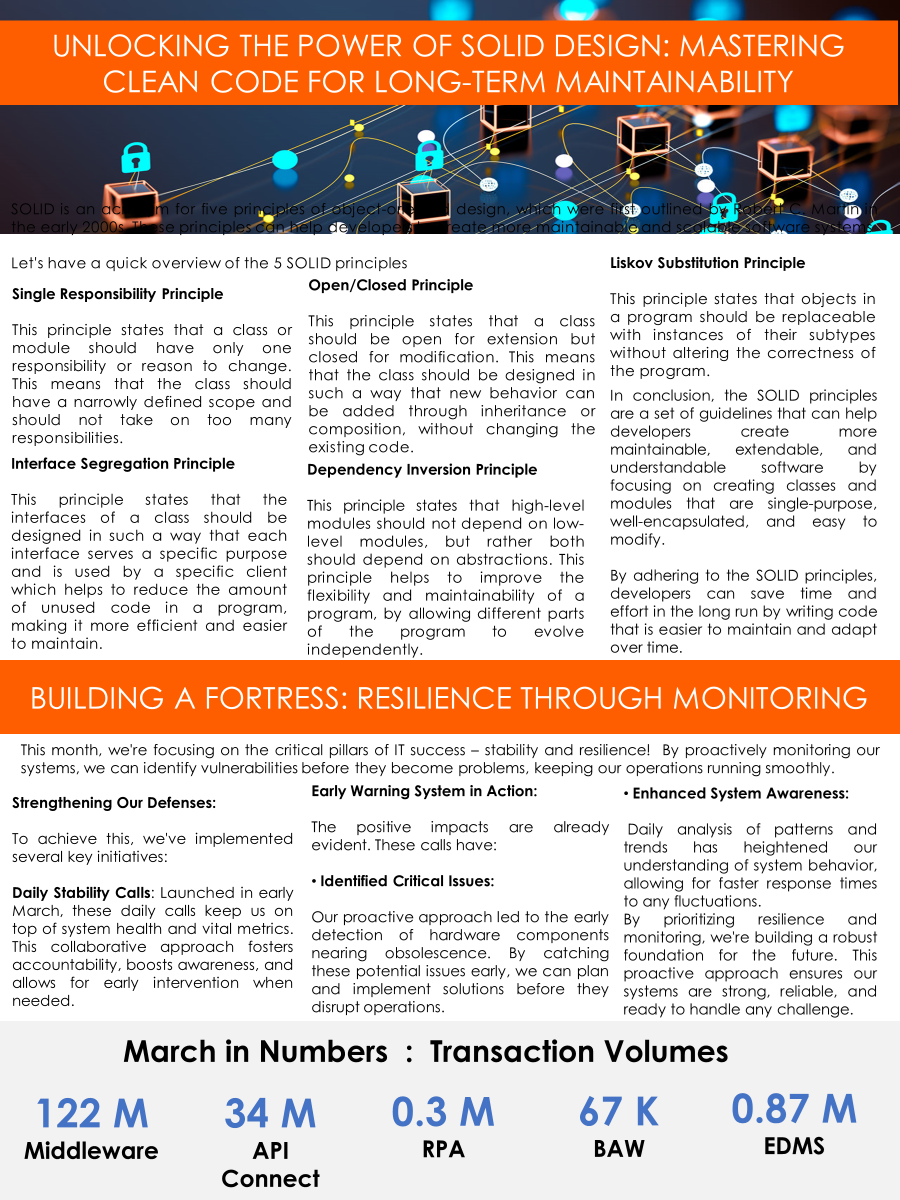 UNLOCKING THE POWER OF SOLID DESIGN: MASTERING
CLEAN CODE FOR LONG-TERM MAINTAINABILITY
SOLID is an acronym for five principles of object-oriented design, which were first outlined by Robert C. Martin in
the early 2000s. These principles can help developers create more maintainable and scalable software systems.
Let's have a quick overview of the 5 SOLID principles
Single Responsibility Principle
This principle states that a class or
module should have only one
responsibility or reason to change.
This means that the class should
have a narrowly defined scope and
should not take on too many
responsibilities.
Interface Segregation Principle
This principle states that the
interfaces of a class should be
designed in such a way that each
interface serves a specific purpose
and is used by a specific client
which helps to reduce the amount
of unused code in a program,
making it more efficient and easier
to maintain.
Open/Closed Principle
This principle states that a class
should be open for extension but
closed for modification. This means
that the class should be designed in
such a way that new behavior can
be added through inheritance or
composition, without changing the
existing code.
Dependency Inversion Principle
This principle states that high-level
modules should not depend on low-
level modules, but rather both
should depend on abstractions. This
principle helps to improve the
flexibility and maintainability of a
program, by allowing different parts
of the program to evolve
independently.
Liskov Substitution Principle
This principle states that objects in
a program should be replaceable
with instances of their subtypes
without altering the correctness of
the program.
In conclusion, the SOLID principles
are a set of guidelines that can help
developers create more
maintainable, extendable, and
understandable software by
focusing on creating classes and
modules that are single-purpose,
well-encapsulated, and easy to
modify.
By adhering to the SOLID principles,
developers can save time and
effort in the long run by writing code
that is easier to maintain and adapt
over time.
BUILDING A FORTRESS: RESILIENCE THROUGH MONITORING
This month, we're focusing on the critical pillars of IT success – stability and resilience! By proactively monitoring our
systems, we can identify vulnerabilities before they become problems, keeping our operations running smoothly.
Strengthening Our Defenses:
To achieve this, we've implemented
several key initiatives:
Daily Stability Calls: Launched in early
March, these daily calls keep us on
top of system health and vital metrics.
This collaborative approach fosters
accountability, boosts awareness, and
allows for early intervention when
needed.
Early Warning System in Action:
The positive impacts are already
evident. These calls have:
• Identified Critical Issues:
Our proactive approach led to the early
detection of hardware components
nearing obsolescence. By catching
these potential issues early, we can plan
and implement solutions before they
disrupt operations.
• Enhanced System Awareness:
Daily analysis of patterns and
trends has heightened our
understanding of system behavior,
allowing for faster response times
to any fluctuations.
By prioritizing resilience and
monitoring, we're building a robust
foundation for the future. This
proactive approach ensures our
systems are strong, reliable, and
ready to handle any challenge.
March in Numbers : Transaction Volumes
122 M
Middleware
34 M
API
Connect
0.3 M
RPA
67 K
BAW
0.87 M
EDMS